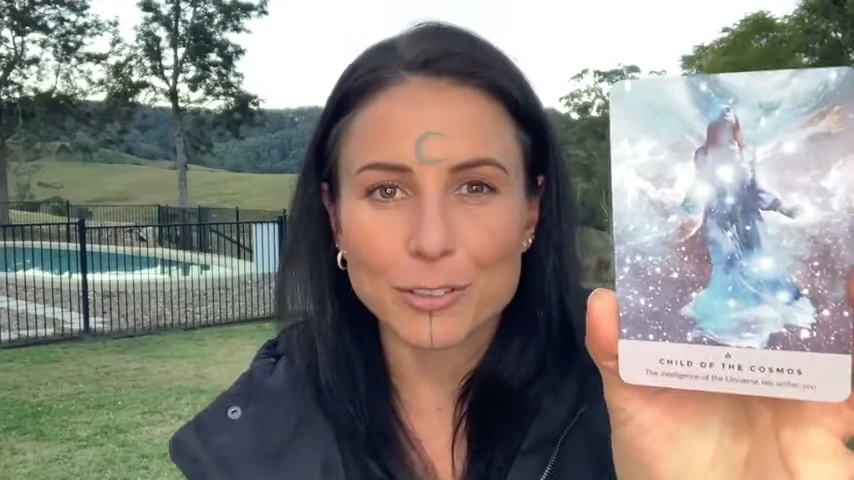 CHILD OF THE COSMOS
The intelligence of the Universe lies within you.